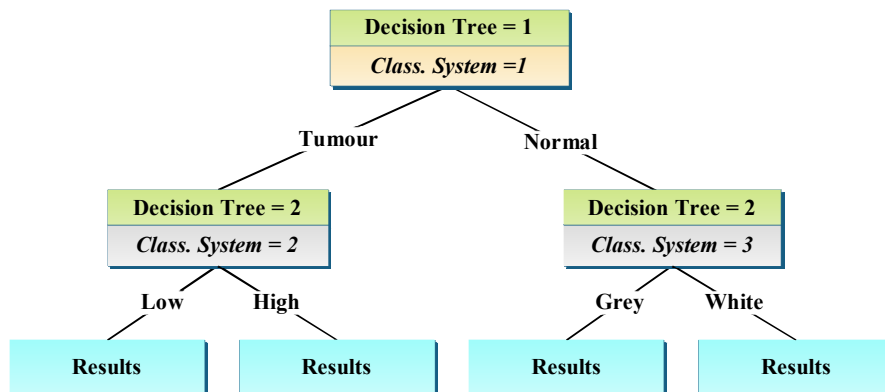 Decision Tree = 1
Class. System =1
Tumour
Normal
Decision Tree = 2
Class. System = 2
Decision Tree = 2
Class. System = 3
Low
High
Grey
White
Results
Results
Results
Results